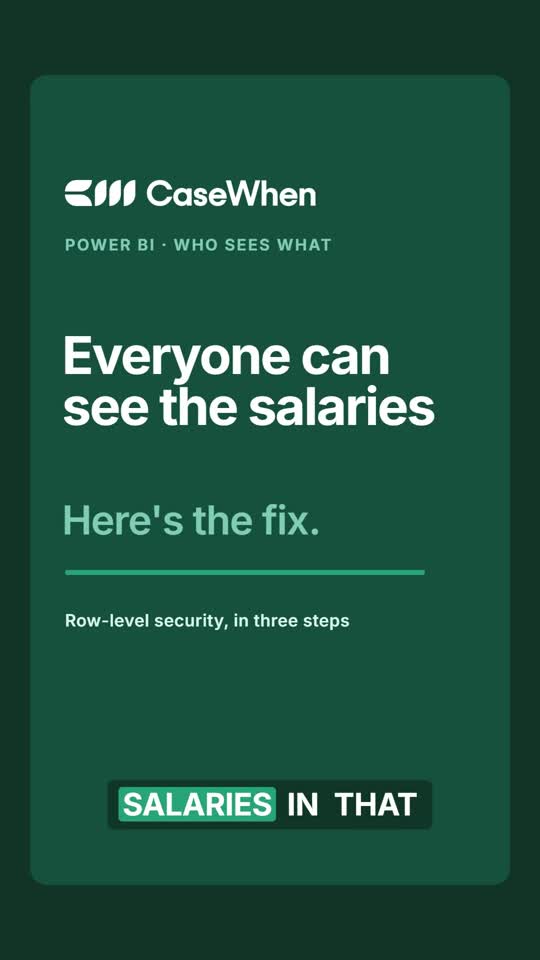 CaseWhen
POWER BI · WHO SEES WHAT
Everyone can
see the salaries
Here's the fix.
Row-level security, in three steps
SALARIES IN THAT